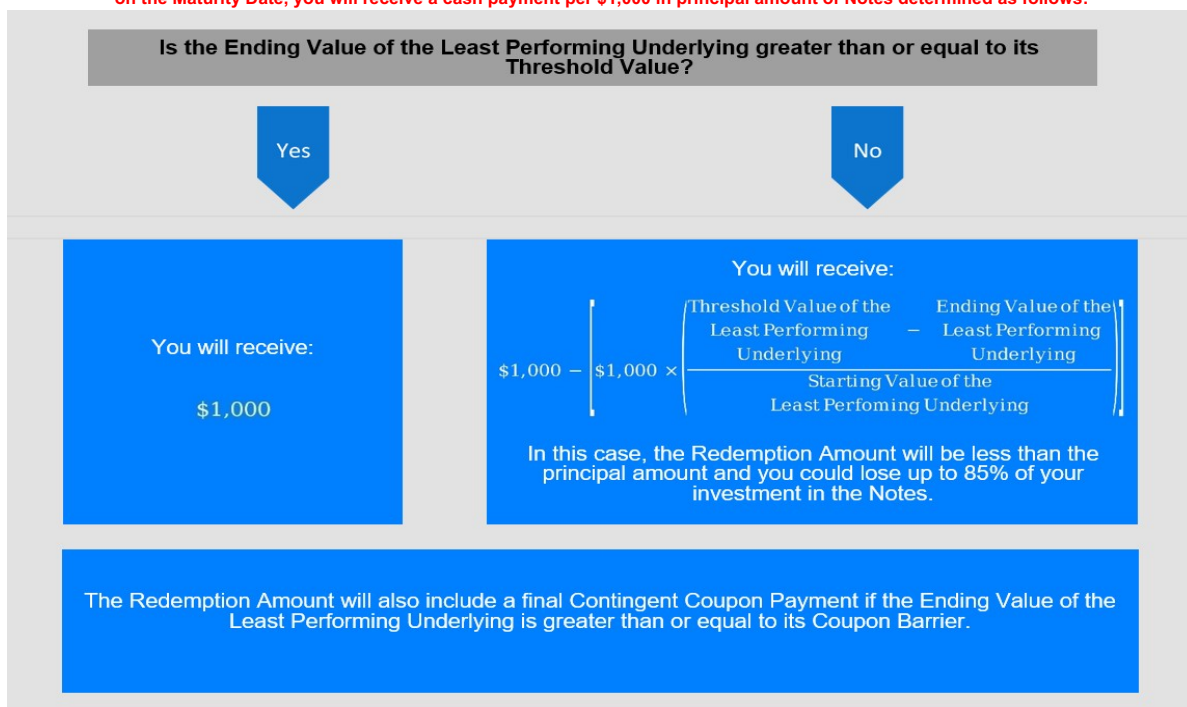 on the Maturity Date, you will receive a cash payment per $1,000 in principal amount of Notes determined as follows:
Is the Ending Value of the Least Performing Underlying greater than or equal to its
Threshold Value?
Yes
No
You will receive:
$1,000
You will receive:
$1,000 − [$1,000 × (
Threshold Value of the
Least Performing
Underlying
−
Ending Value of the
Least Performing
Underlying
Starting Value of the
Least Perfoming Underlying
)]
In this case, the Redemption Amount will be less than the
principal amount and you could lose up to 85% of your
investment in the Notes.
The Redemption Amount will also include a final Contingent Coupon Payment if the Ending Value of the
Least Performing Underlying is greater than or equal to its Coupon Barrier.